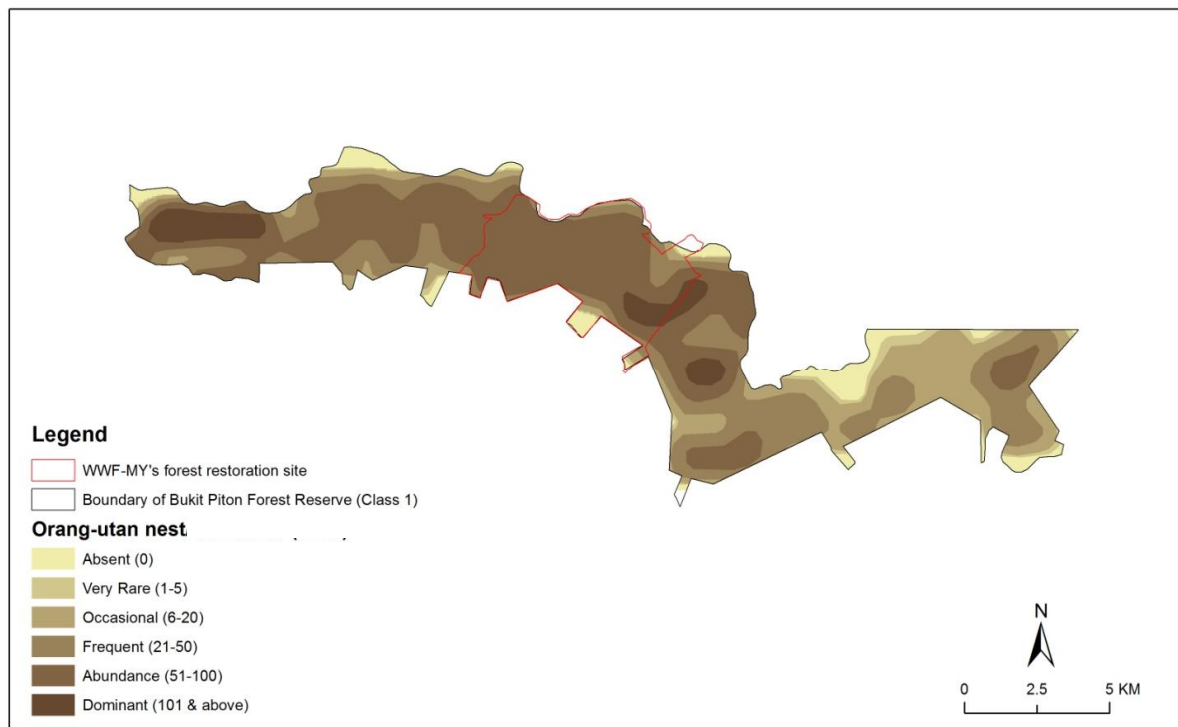 Legend
WWF-MY's forest restoration site
Boundary of Bukit Piton Forest Reserve (Class 1)
Orang-utan nest
Absent (0)
Very Rare (1-5)
Occasional (6-20)
Frequent (21-50)
Abundance (51-100)
Dominant (101 & above)
N
0 2.5 5 KM